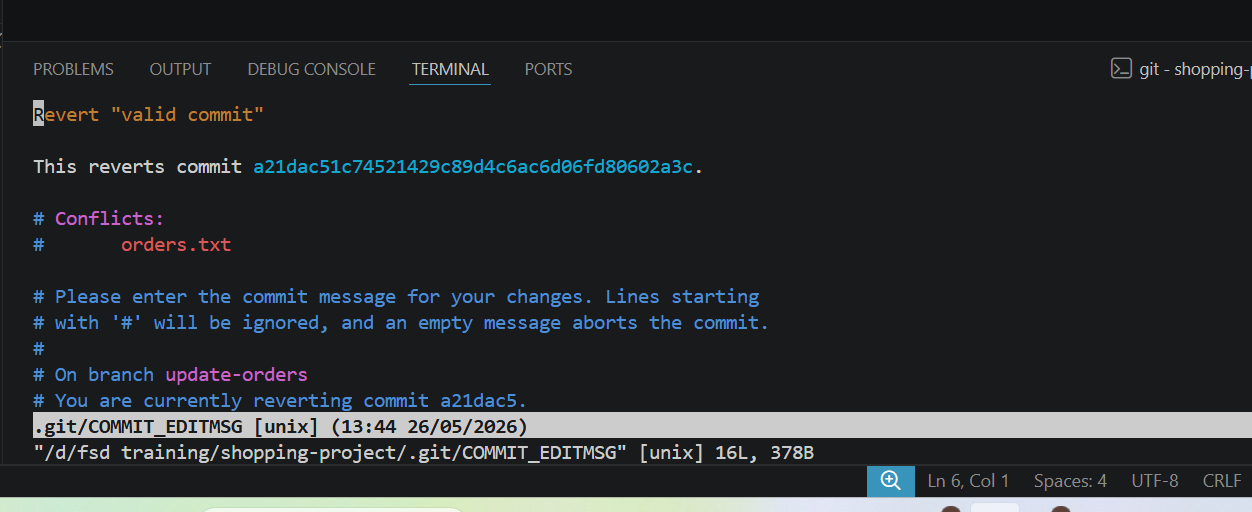 PROBLEMS OUTPUT DEBUG CONSOLE TERMINAL PORTS git - shopping-p
Revert "valid commit"
This reverts commit a21dac51c74521429c89d4c6ac6d06fd80602a3c.
# Conflicts:
#       orders.txt
# Please enter the commit message for your changes. Lines starting
# with '#' will be ignored, and an empty message aborts the commit.
#
# On branch update-orders
# You are currently reverting commit a21dac5.
.git/COMMIT_EDITMSG [unix] (13:44 26/05/2026)
"/d/fsd training/shopping-project/.git/COMMIT_EDITMSG" [unix] 16L, 378B
Ln 6, Col 1 Spaces: 4 UTF-8 CRLF